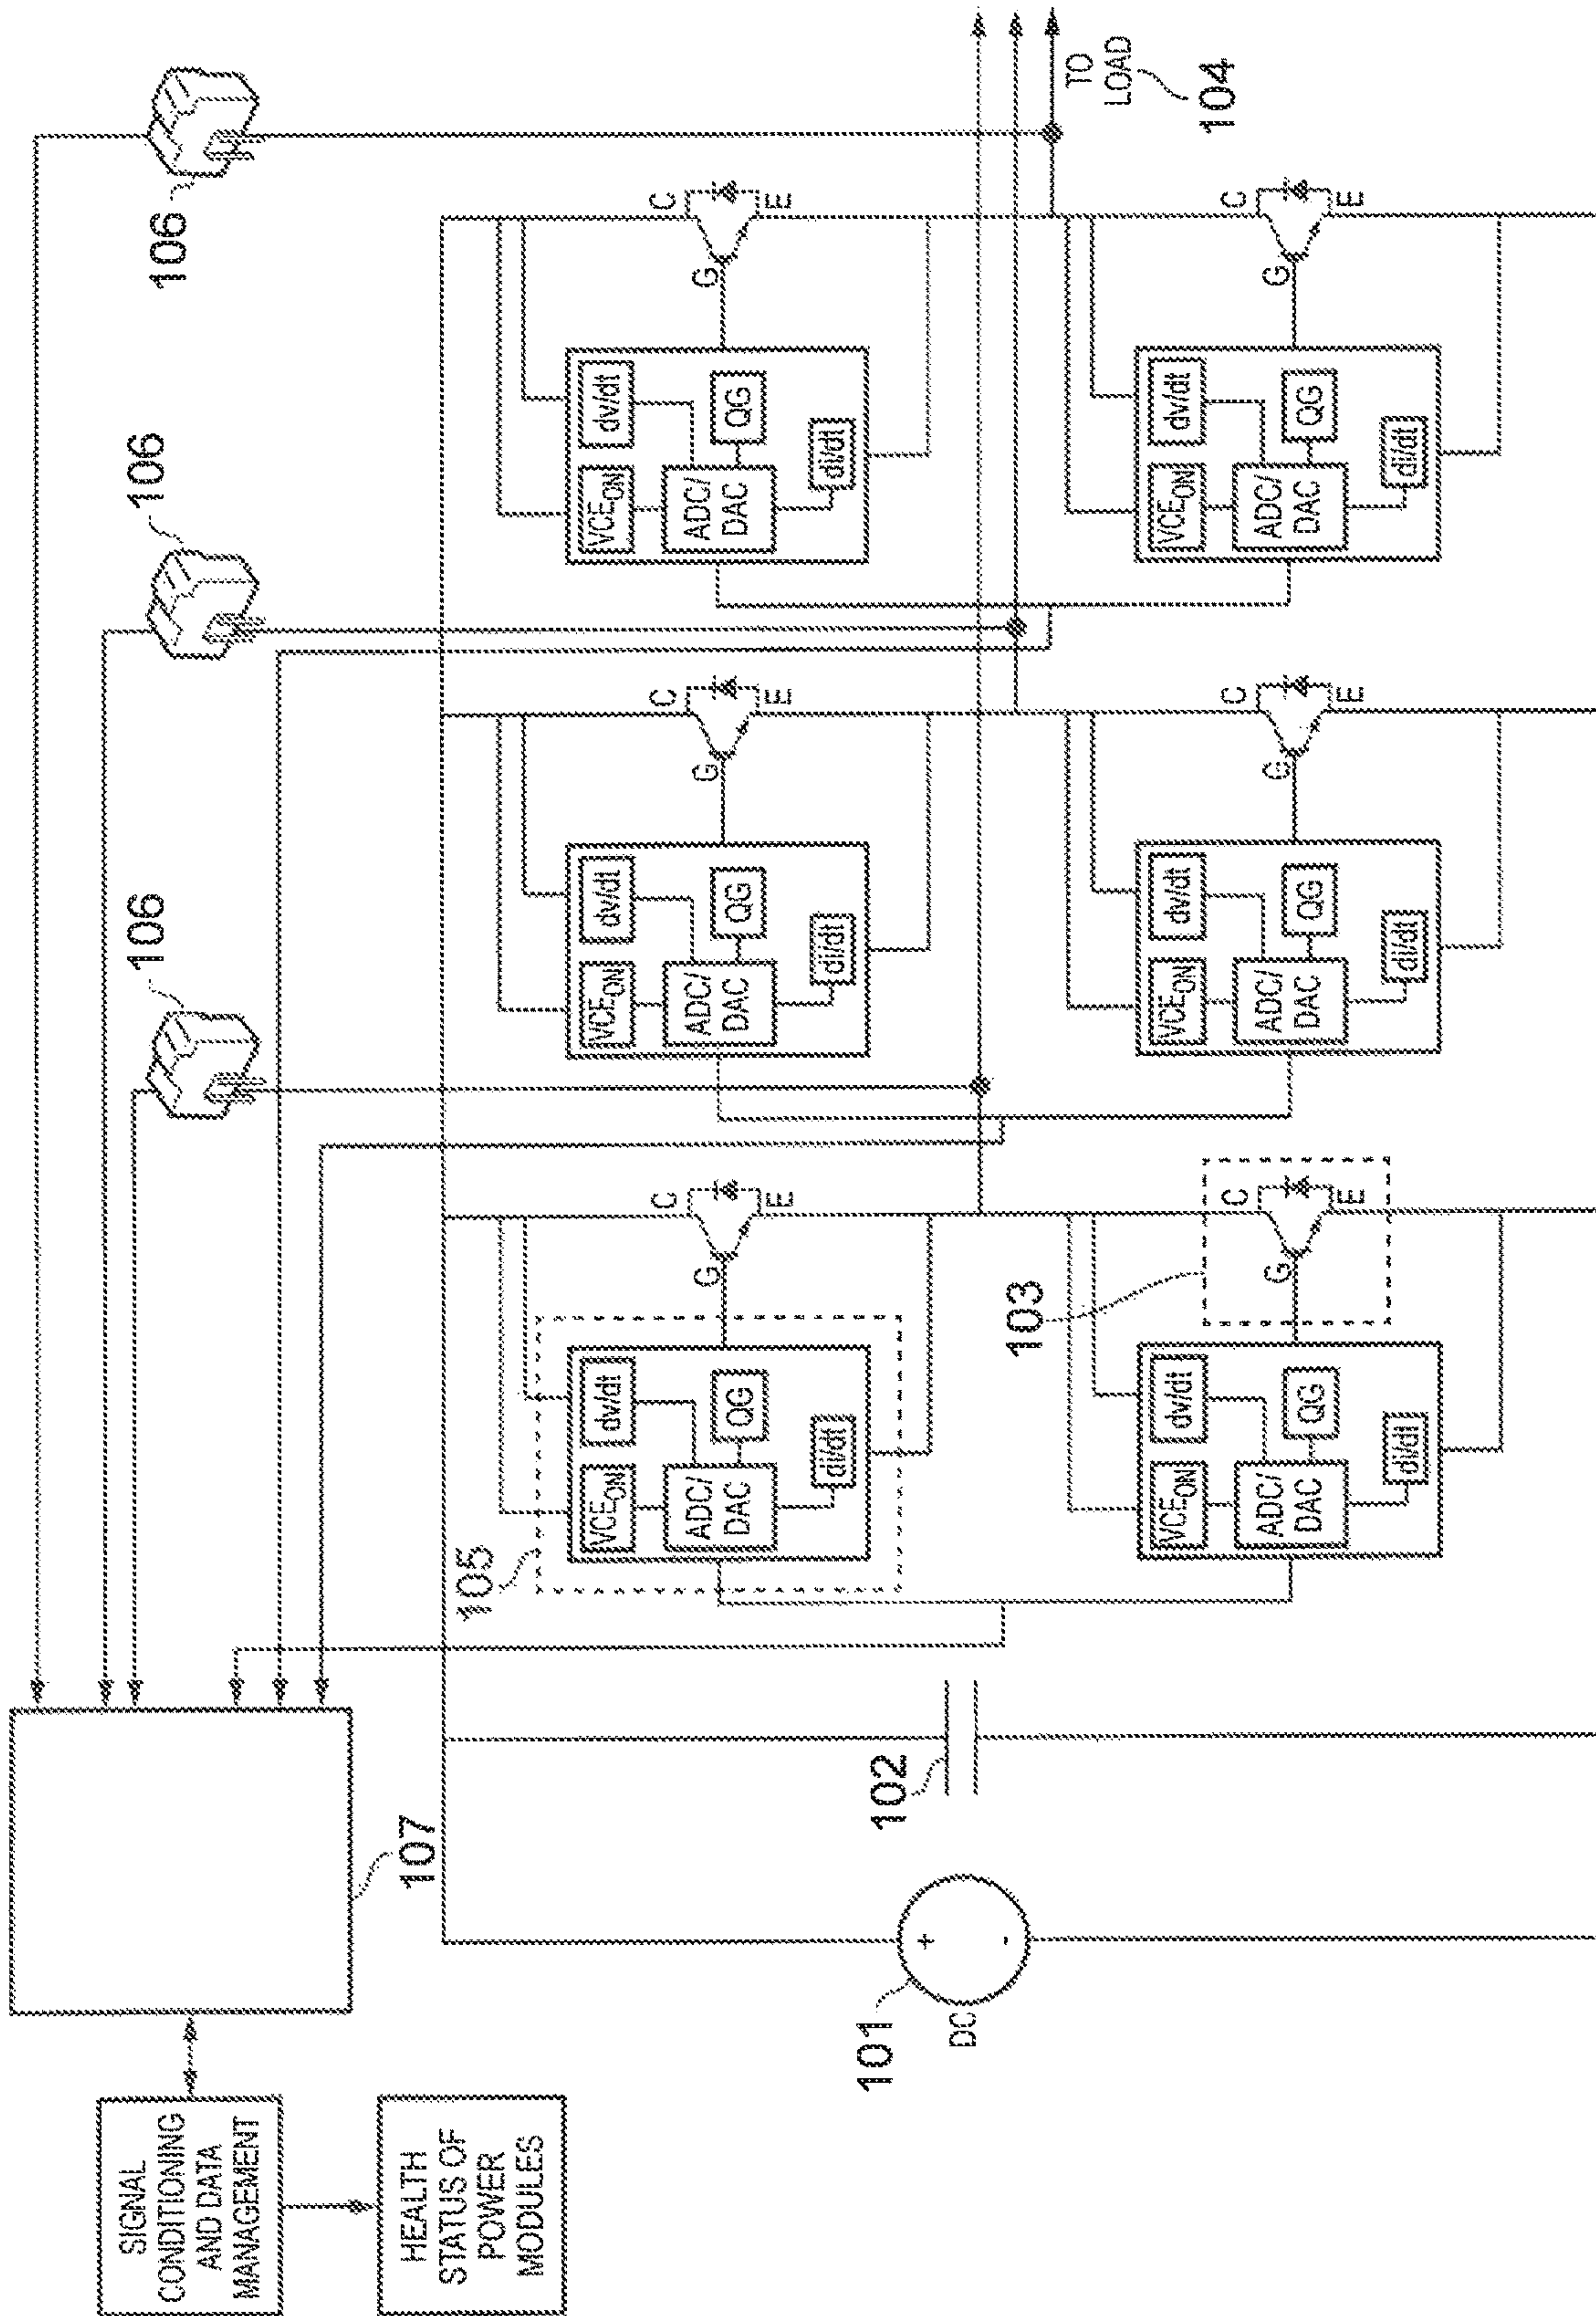 SIGNAL
CONDITIONING
AND DATA
MANAGEMENT
HEALTH
STATUS OF
POWER
MODULES
107
106
106
106
105
VCEON
dv/dt
ADC/
DAC
QG
di/dt
G
C
E
VCEON
dv/dt
ADC/
DAC
QG
di/dt
G
C
E
VCEON
dv/dt
ADC/
DAC
QG
di/dt
G
C
E
101
+
-
DC
102
103
TO
LOAD
104
VCEON
dv/dt
ADC/
DAC
QG
di/dt
G
C
E
VCEON
dv/dt
ADC/
DAC
QG
di/dt
G
C
E
VCEON
dv/dt
ADC/
DAC
QG
di/dt
G
C
E